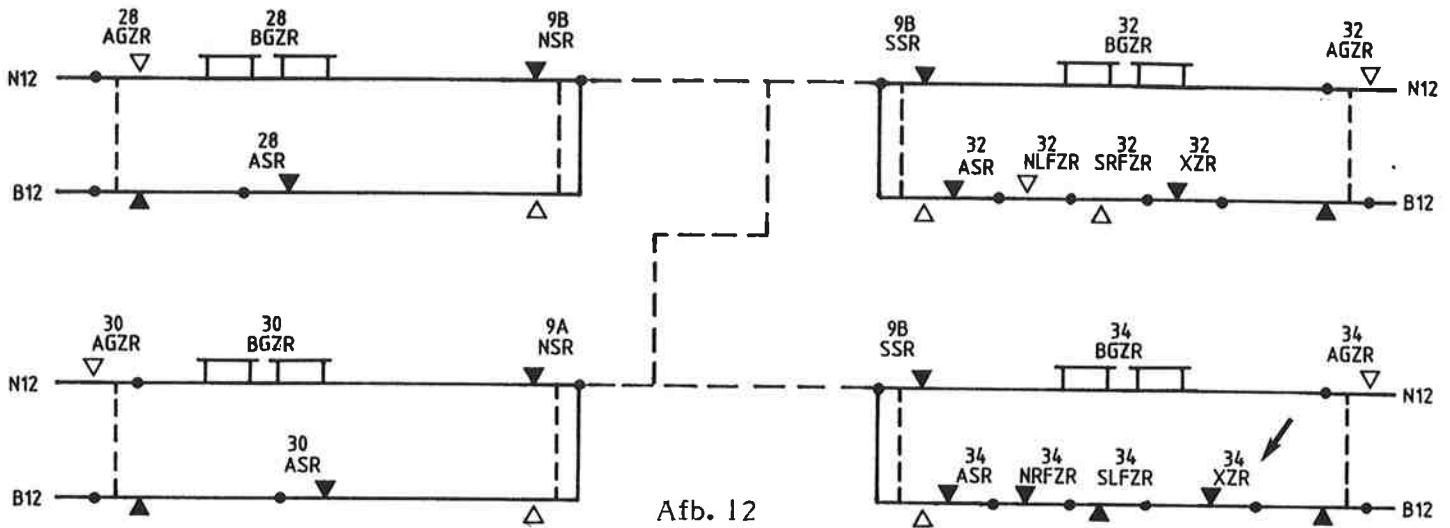 28 28 9B 9B 32 32
AGZR BGZR NSR SSR BGZR AGZR
N12 N12
28 32 32 32 32
ASR ASR NLFZR SRFZR XZR
B12 B12
30 30 9A 9B 34 34
AGZR BGZR NSR SSR BGZR AGZR
N12 N12
30 34 34 34 34
ASR ASR NRFZR SLFZR XZR
B12 B12
Afb. 12